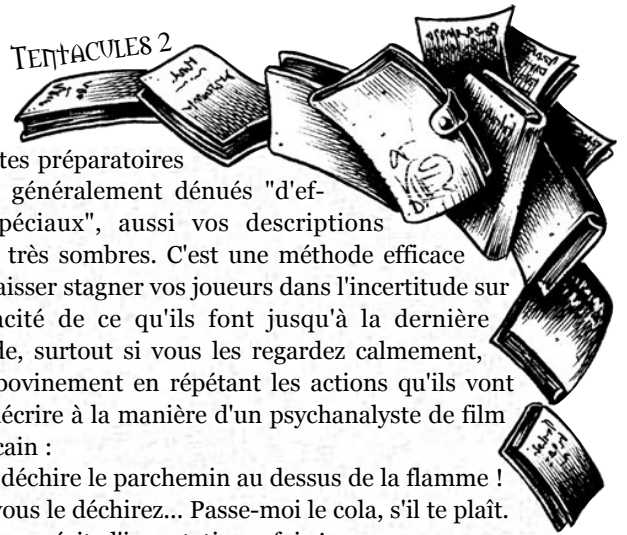 TENTACULES 2
tes préparatoires
généralement dénués "d'ef-
péciaux", aussi vos descriptions
très sombres. C'est une méthode efficace
aisser stagner vos joueurs dans l'incertitude sur
acité de ce qu'ils font jusqu'à la dernière
de, surtout si vous les regardez calmement,
bovinement en répétant les actions qu'ils vont
décrire à la manière d'un psychanalyste de film
cain :
déchire le parchemin au dessus de la flamme !
vous le déchirez... Passe-moi le cola, s'il te plaît.